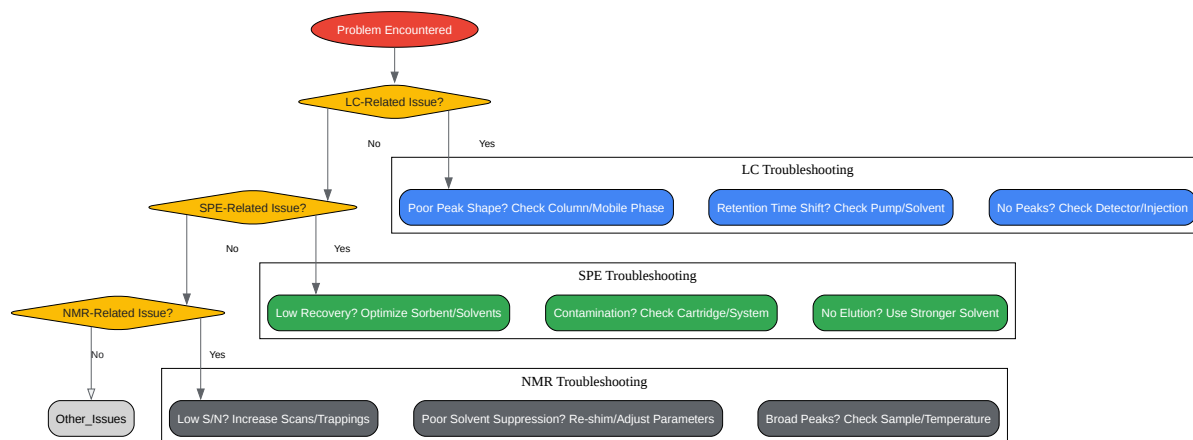 Problem Encountered
LC-Related Issue?
No
Yes
LC Troubleshooting
Poor Peak Shape? Check Column/Mobile Phase
Retention Time Shift? Check Pump/Solvent
No Peaks? Check Detector/Injection
SPE-Related Issue?
No
Yes
SPE Troubleshooting
Low Recovery? Optimize Sorbent/Solvents
Contamination? Check Cartridge/System
No Elution? Use Stronger Solvent
NMR-Related Issue?
No
Yes
NMR Troubleshooting
Other_Issues
Low S/N? Increase Scans/Trappings
Poor Solvent Suppression? Re-shim/Adjust Parameters
Broad Peaks? Check Sample/Temperature